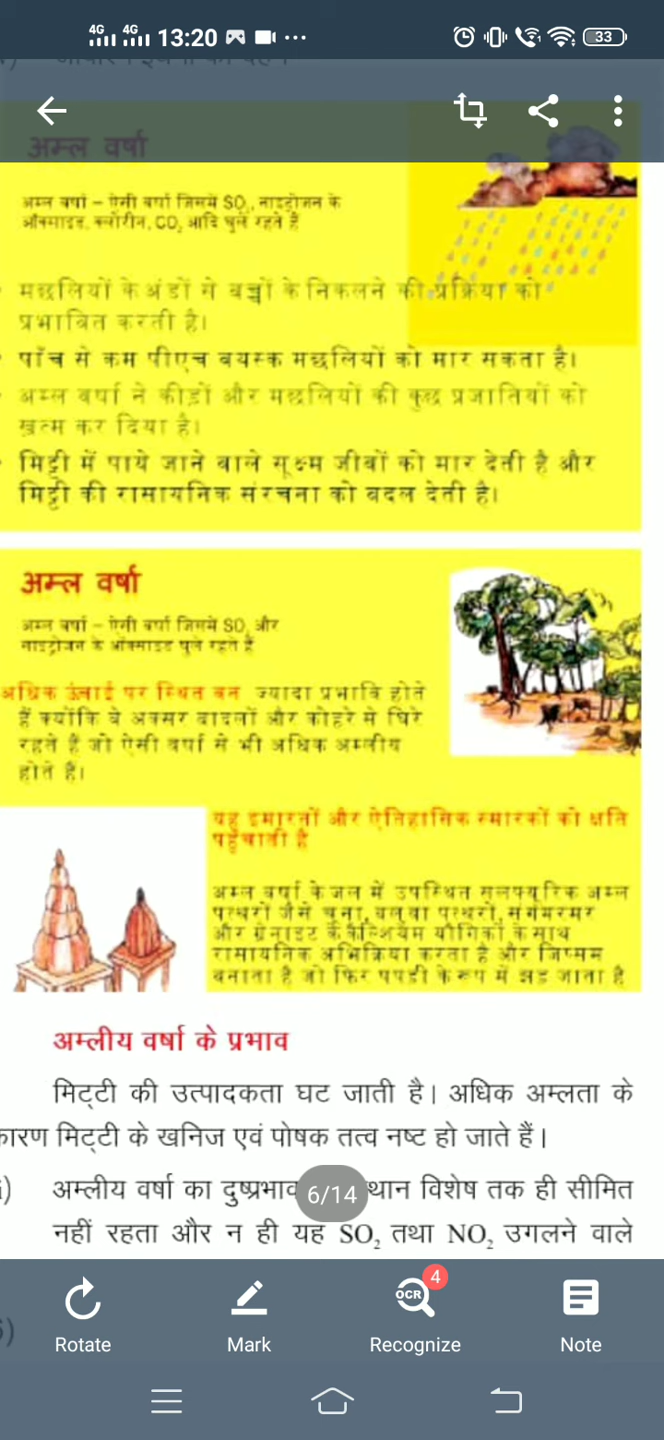 4G 4G 13:20 ... 33
अम्ल वर्षा
अम्ल वर्षा – ऐसी वर्षा जिसमें SO₂, नाइट्रोजन के
ऑक्साइड, क्लोरीन, CO₂ आदि घुले रहते हैं
मछलियों के अंडों से बच्चों के निकलने की प्रक्रिया को
प्रभावित करती है।
पाँच से कम पीएच वयस्क मछलियों को मार सकता है।
अम्ल वर्षा ने कीड़ों और मछलियों की कुछ प्रजातियों को
ख़त्म कर दिया है।
मिट्टी में पाये जाने वाले सूक्ष्म जीवों को मार देती है और
मिट्टी की रासायनिक संरचना को बदल देती है।
अम्ल वर्षा
अम्ल वर्षा – ऐसी वर्षा जिसमें SO₂ और
नाइट्रोजन के ऑक्साइड घुले रहते हैं
अधिक ऊंचाई पर स्थित वन ज्यादा प्रभावि होते
हैं क्योंकि वे अक्सर बादलों और कोहरे से घिरे
रहते हैं जो ऐसी वर्षा से भी अधिक अम्लीय
होते हैं।
यह इमारतों और ऐतिहासिक स्मारकों को क्षति
पहुँचाती है
अम्ल वर्षा के जल में उपस्थित सलफ्यूरिक अम्ल
पत्थरों जैसे चूना, बलुवा पत्थरों, संगमरमर
और ग्रेनाइट के कैल्शियम यौगिकों के साथ
रासायनिक अभिक्रिया करता है और जिप्सम
बनाता है जो फिर पपड़ी के रूप में झड़ जाता है
अम्लीय वर्षा के प्रभाव
मिट्टी की उत्पादकता घट जाती है। अधिक अम्लता के
कारण मिट्टी के खनिज एवं पोषक तत्व नष्ट हो जाते हैं।
i) अम्लीय वर्षा का दुष्प्रभाव 6/14 थान विशेष तक ही सीमित
नहीं रहता और न ही यह SO₂ तथा NO₂ उगलने वाले
4
OCR
Rotate Mark Recognize Note